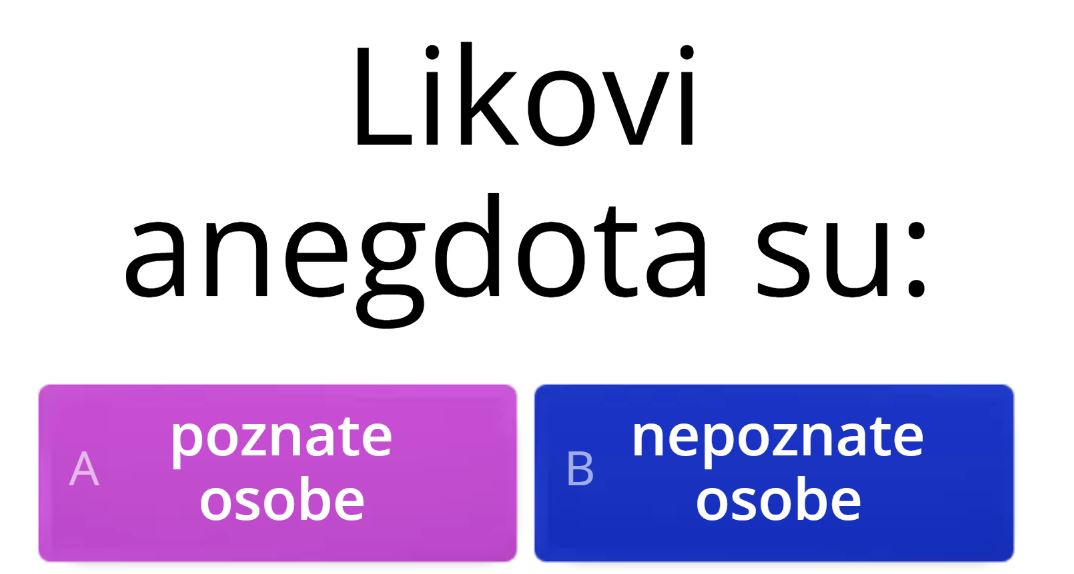 Likovi
anegdota su:
A
poznate
osobe
B
nepoznate
osobe